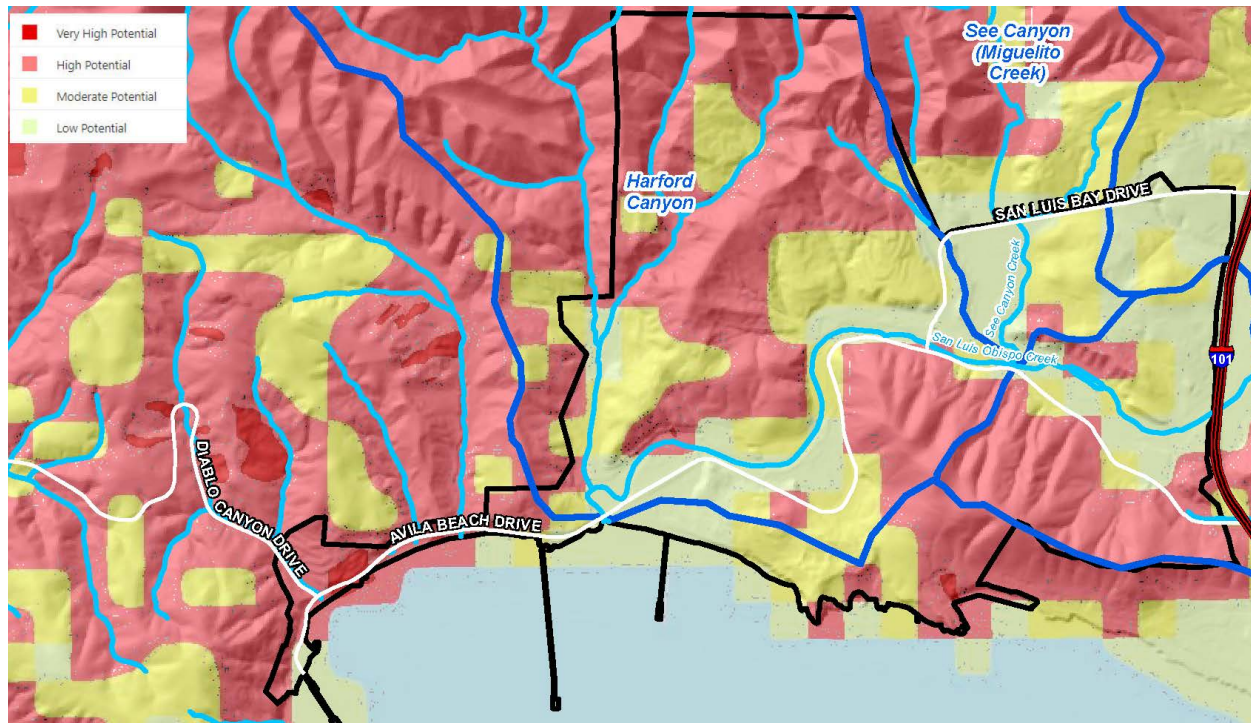 Very High Potential
High Potential
Moderate Potential
Low Potential
See Canyon
(Miguelito
Creek)
Harford
Canyon
SAN LUIS BAY DRIVE
See Canyon Creek
San Luis Obispo Creek
101
DIABLO CANYON DRIVE
AVILA BEACH DRIVE